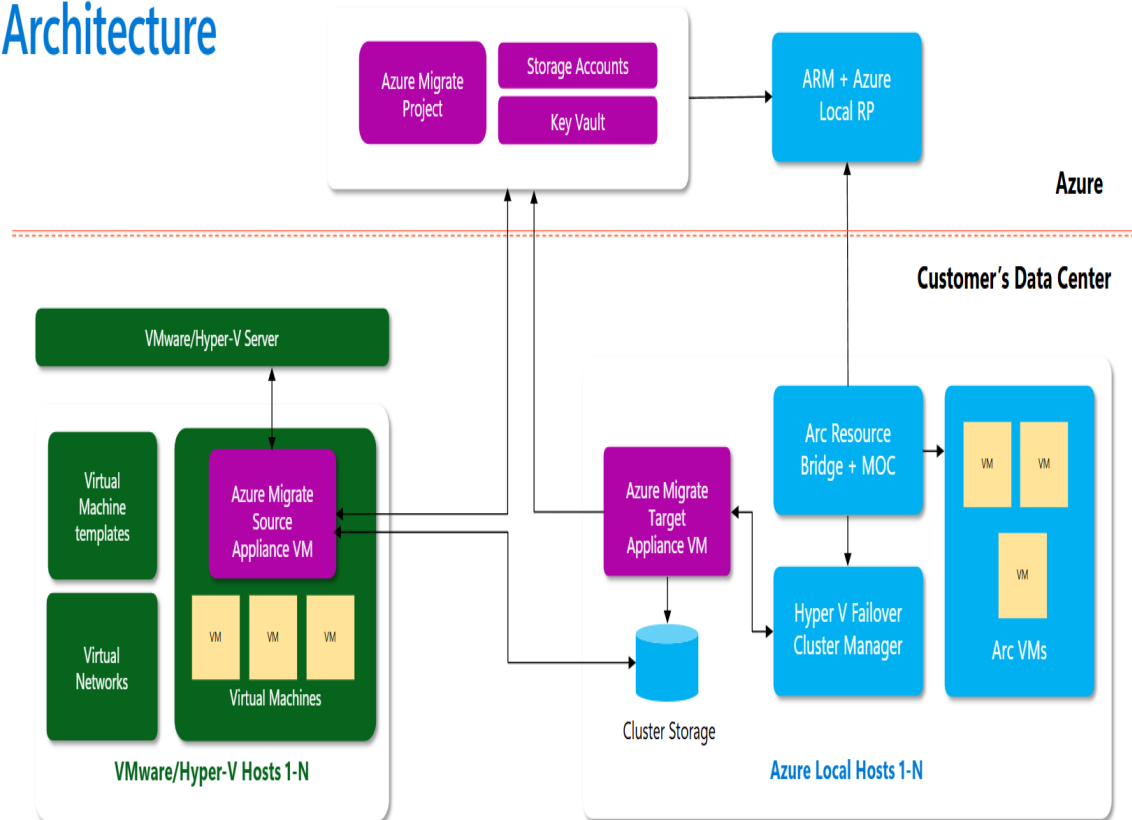 Architecture
Azure Migrate
Project
Storage Accounts
Key Vault
ARM + Azure
Local RP
Azure
Customer's Data Center
VMware/Hyper-V Server
Virtual
Machine
templates
Virtual
Networks
Azure Migrate
Source
Appliance VM
VM
VM
VM
Virtual Machines
VMware/Hyper-V Hosts 1-N
Azure Migrate
Target
Appliance VM
Cluster Storage
Arc Resource
Bridge + MOC
Hyper V Failover
Cluster Manager
VM
VM
VM
Arc VMs
Azure Local Hosts 1-N